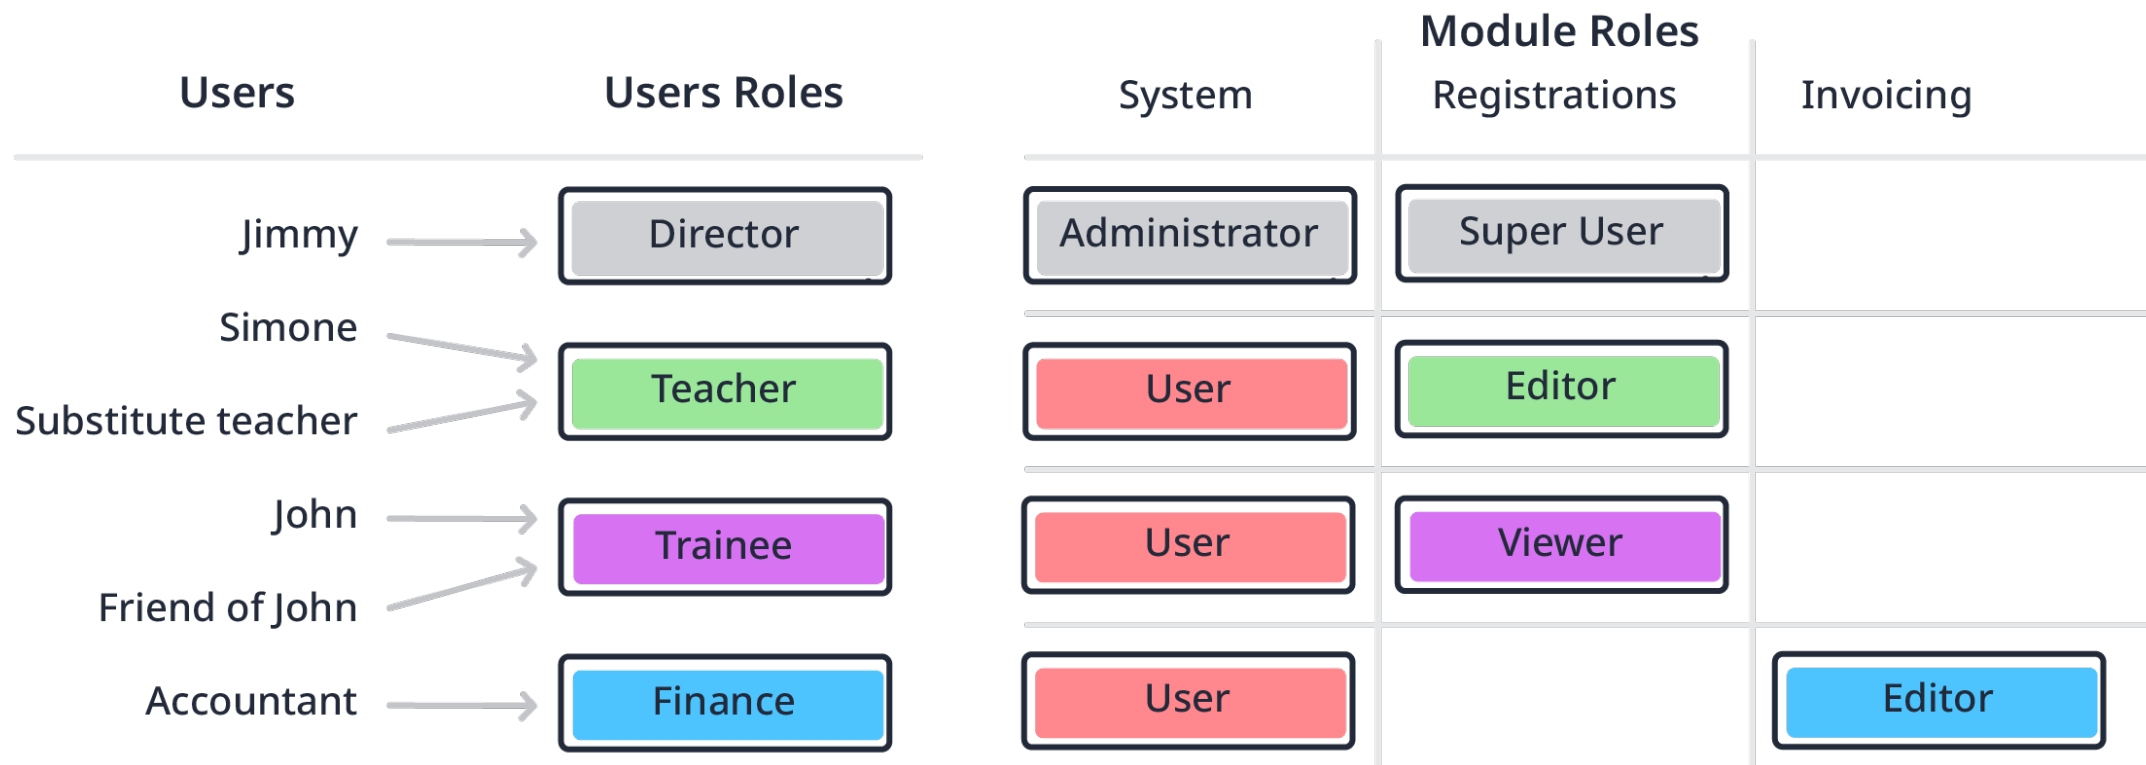 Module Roles
Users
Users Roles
System
Registrations
Invoicing
Jimmy
Director
Administrator
Super User
Simone
Teacher
User
Editor
Substitute teacher
John
Trainee
User
Viewer
Friend of John
Accountant
Finance
User
Editor